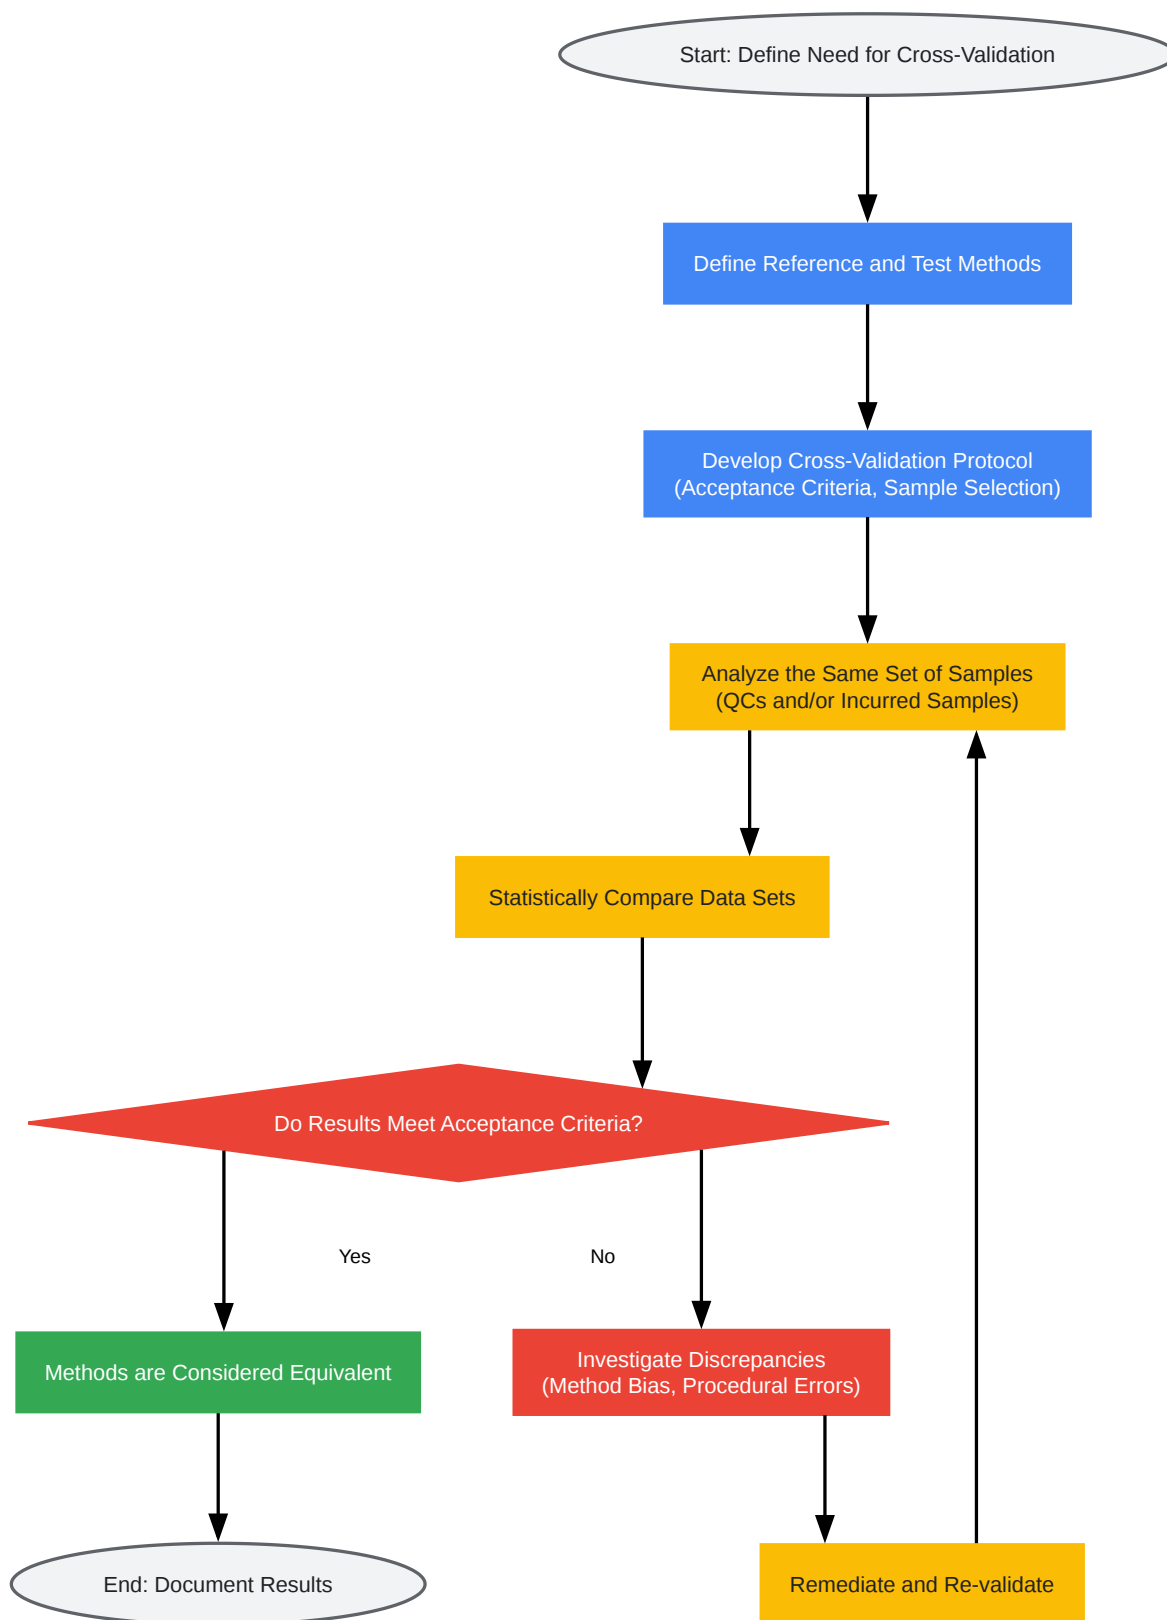 Start: Define Need for Cross-Validation
Define Reference and Test Methods
Develop Cross-Validation Protocol
(Acceptance Criteria, Sample Selection)
Analyze the Same Set of Samples
(QCs and/or Incurred Samples)
Statistically Compare Data Sets
Do Results Meet Acceptance Criteria?
Yes
No
Methods are Considered Equivalent
Investigate Discrepancies
(Method Bias, Procedural Errors)
End: Document Results
Remediate and Re-validate